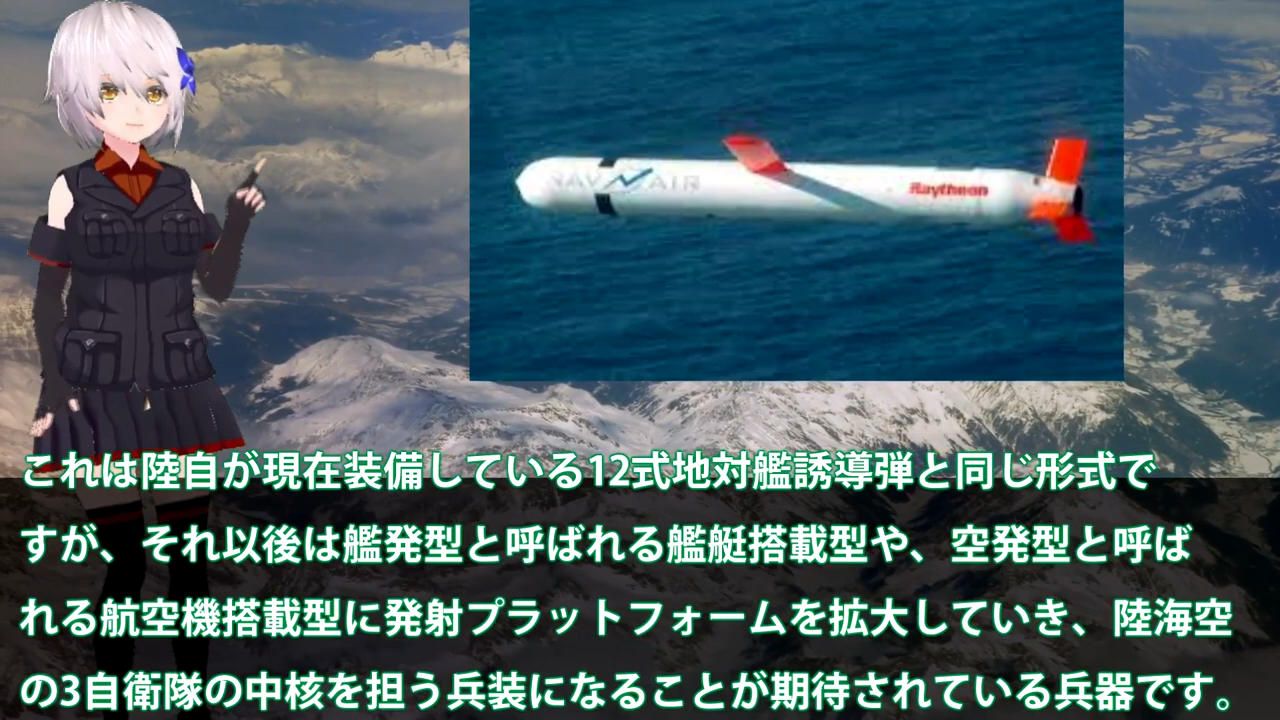 NAVAIR
Raytheon
これは陸自が現在装備している12式地対艦誘導弾と同じ形式で
すが、それ以後は艦発型と呼ばれる艦艇搭載型や、空発型と呼ば
れる航空機搭載型に発射プラットフォームを拡大していき、陸海空
の3自衛隊の中核を担う兵装になることが期待されている兵器です。